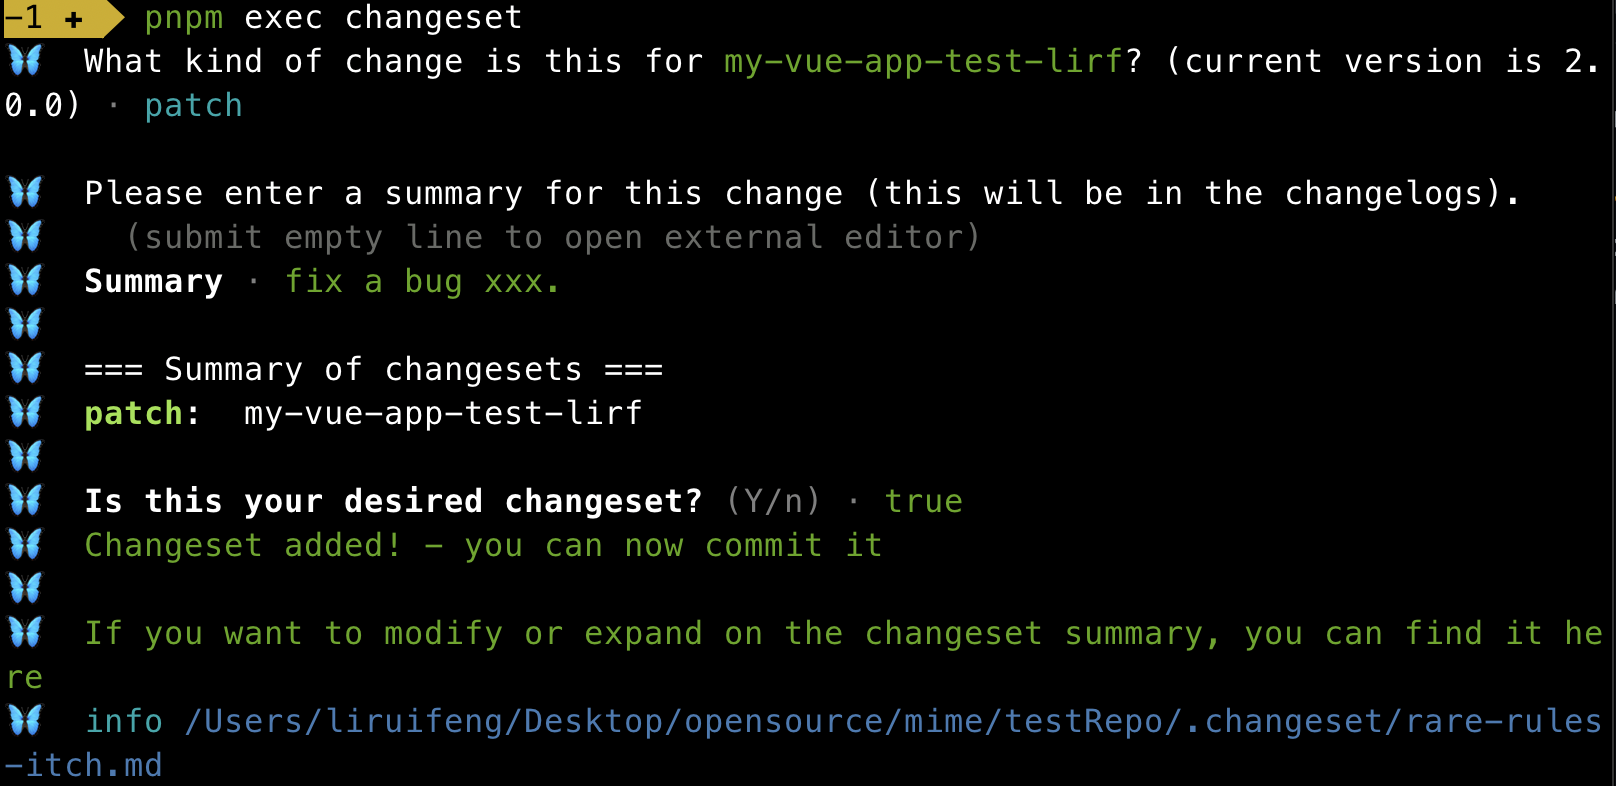 −1 + pnpm exec changeset
🦋  What kind of change is this for my-vue-app-test-lirf? (current version is 2.
0.0) · patch
🦋  Please enter a summary for this change (this will be in the changelogs).
🦋    (submit empty line to open external editor)
🦋  Summary · fix a bug xxx.
🦋
🦋  === Summary of changesets ===
🦋  patch:  my-vue-app-test-lirf
🦋
🦋  Is this your desired changeset? (Y/n) · true
🦋  Changeset added! - you can now commit it
🦋
🦋  If you want to modify or expand on the changeset summary, you can find it he
re
🦋  info /Users/liruifeng/Desktop/opensource/mime/testRepo/.changeset/rare-rules
-itch.md